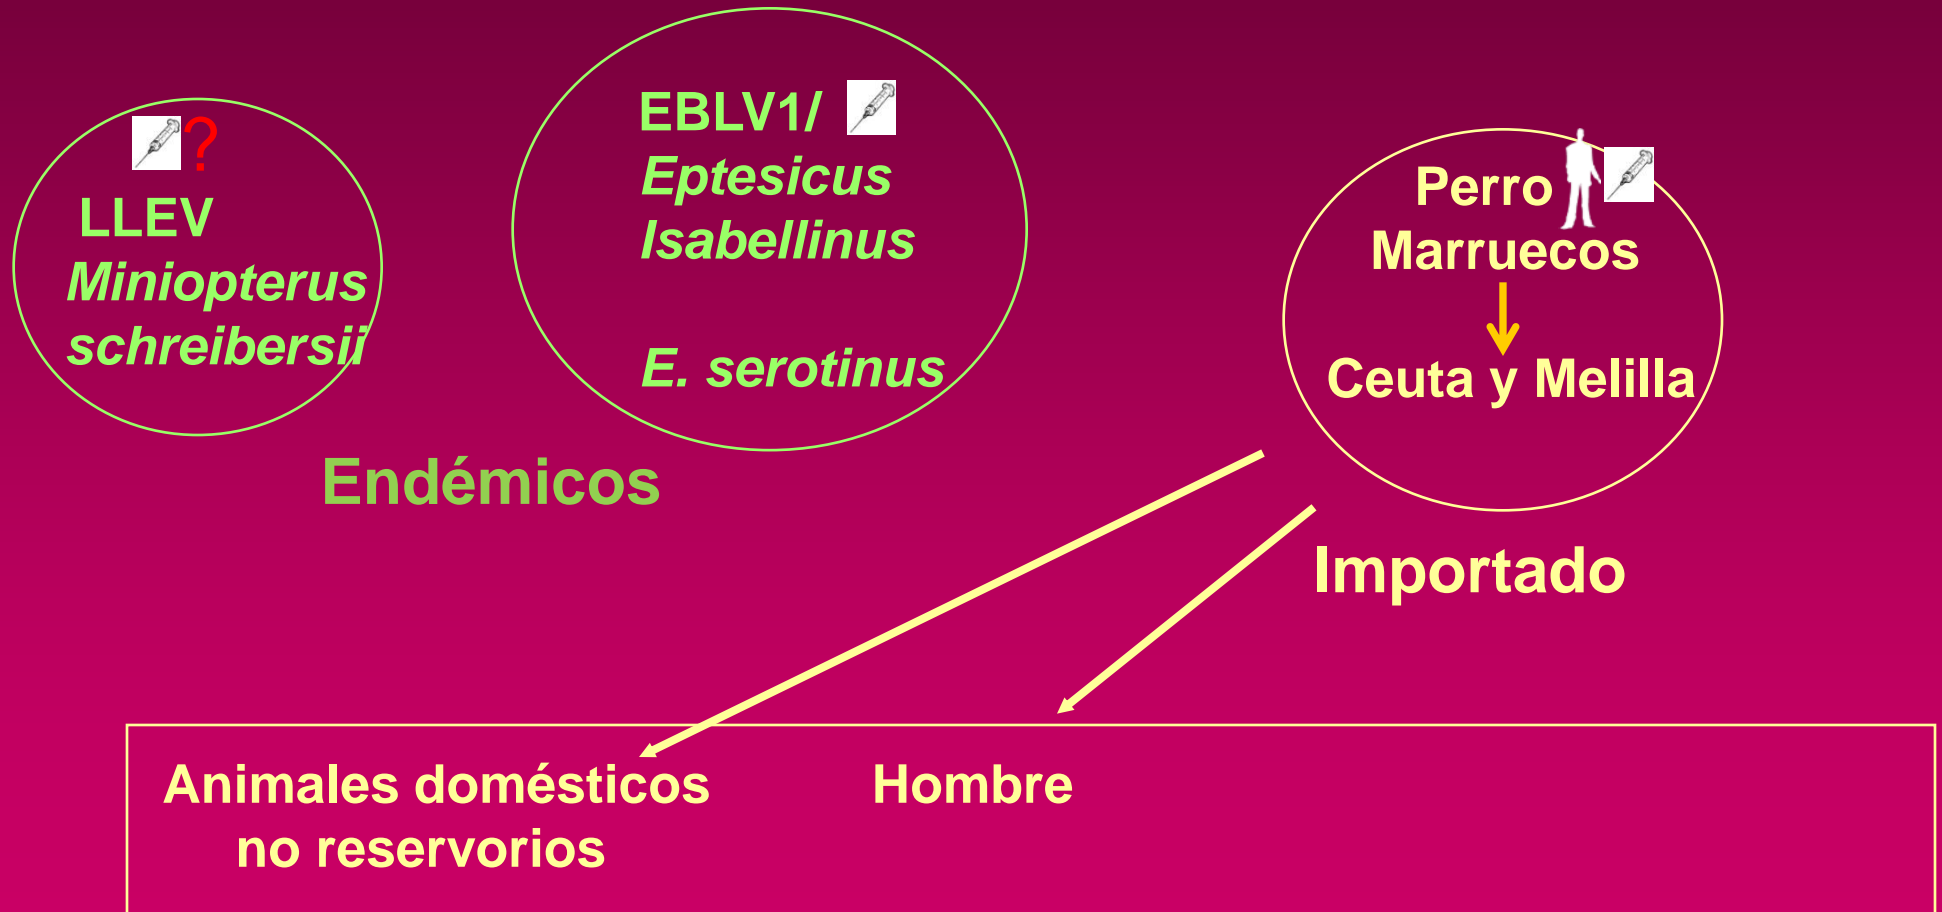 ?
LLEV
Miniopterus
schreibersii
EBLV1/
Eptesicus
Isabellinus
E. serotinus
Endémicos
Perro
Marruecos
Ceuta y Melilla
Importado
Animales domésticos
no reservorios
Hombre